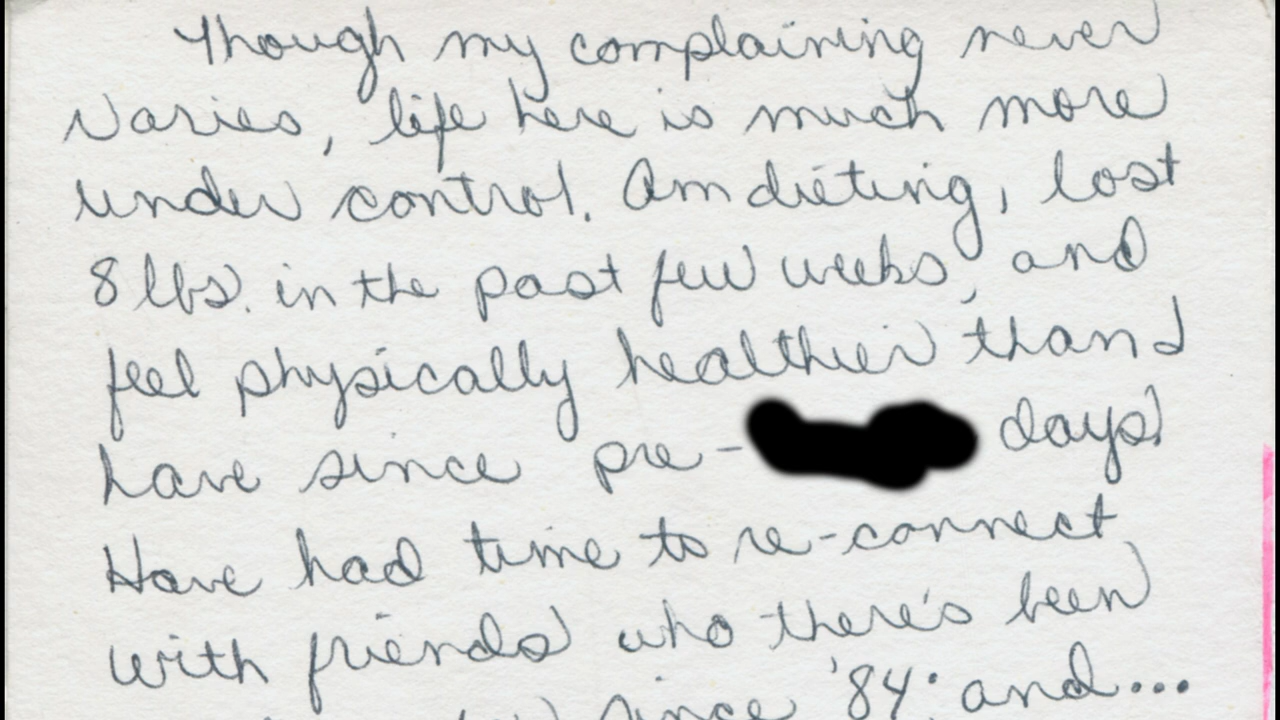 Though my complaining never
varies, life here is much more
under control. Am dieting, lost
8 lbs. in the past few weeks, and
feel physically healthier than I
have since pre- days.
Have had time to re-connect
with friends who there's been
since '84; and...